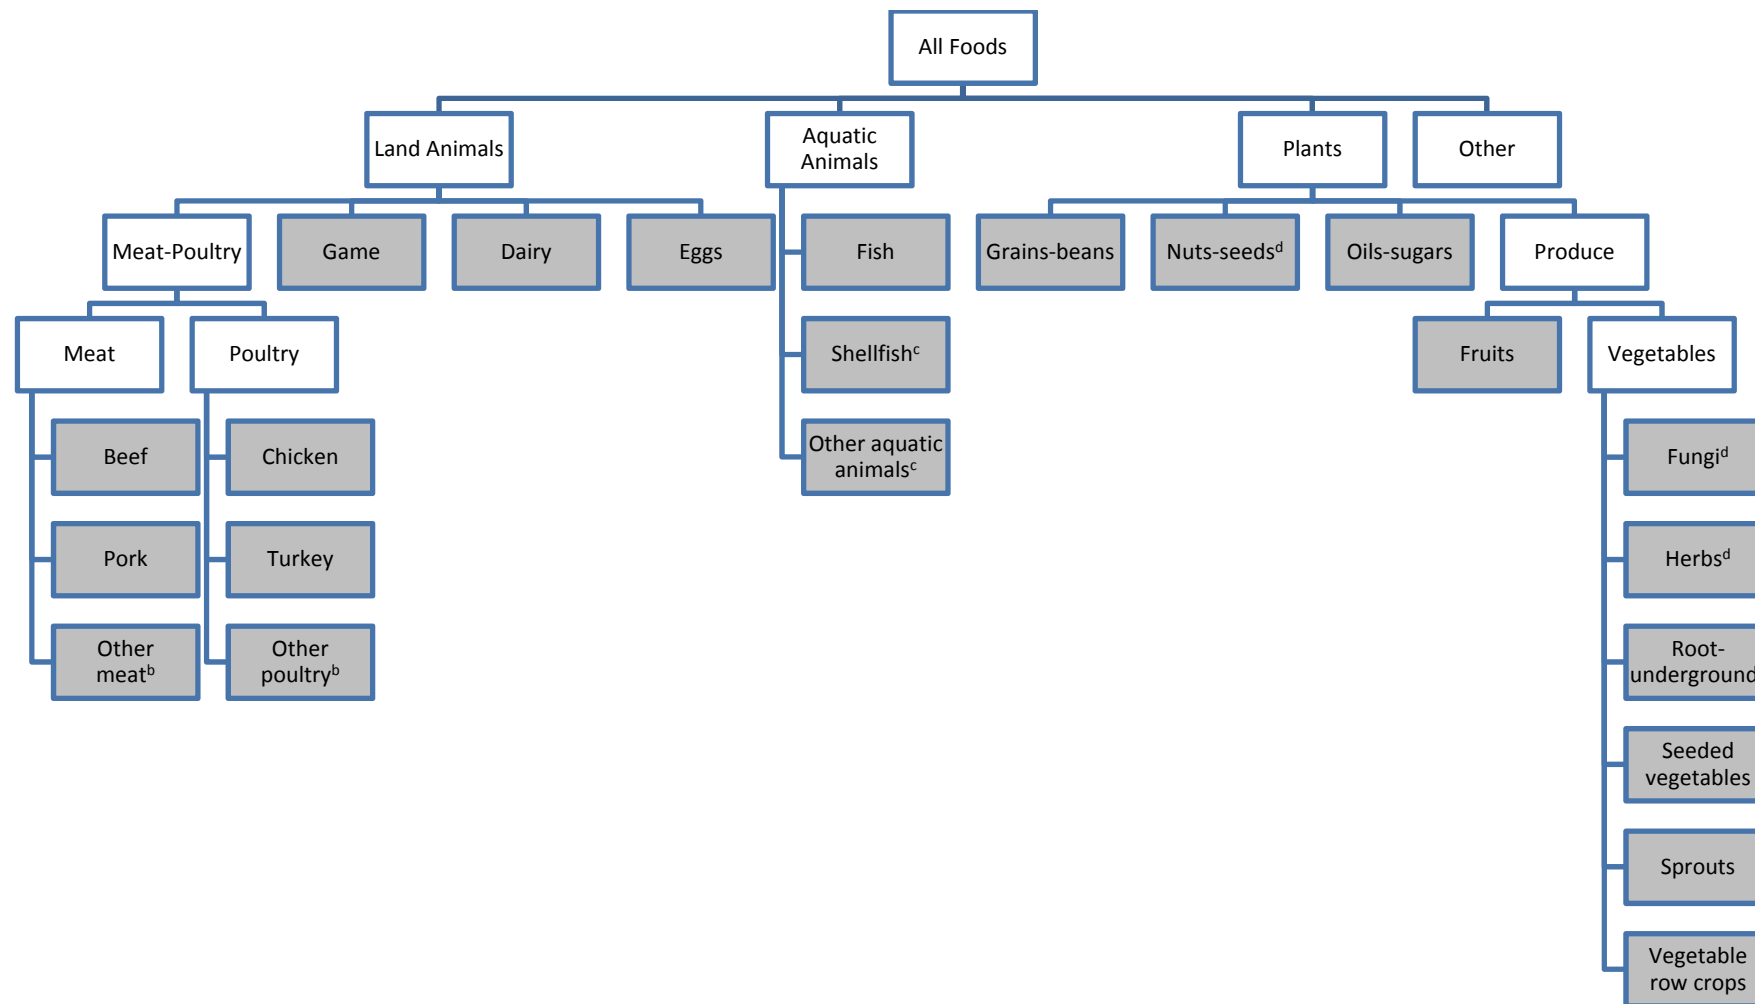 All Foods
Land Animals
Aquatic
Animals
Plants
Other
Meat-Poultry
Game
Dairy
Eggs
Fish
Grains-beans
Nuts-seedsᵈ
Oils-sugars
Produce
Meat
Poultry
Shellfishᶜ
Fruits
Vegetables
Beef
Chicken
Other aquatic
animalsᶜ
Fungiᵈ
Pork
Turkey
Herbsᵈ
Other
meatᵇ
Other
poultryᵇ
Root-
underground
Seeded
vegetables
Sprouts
Vegetable
row crops